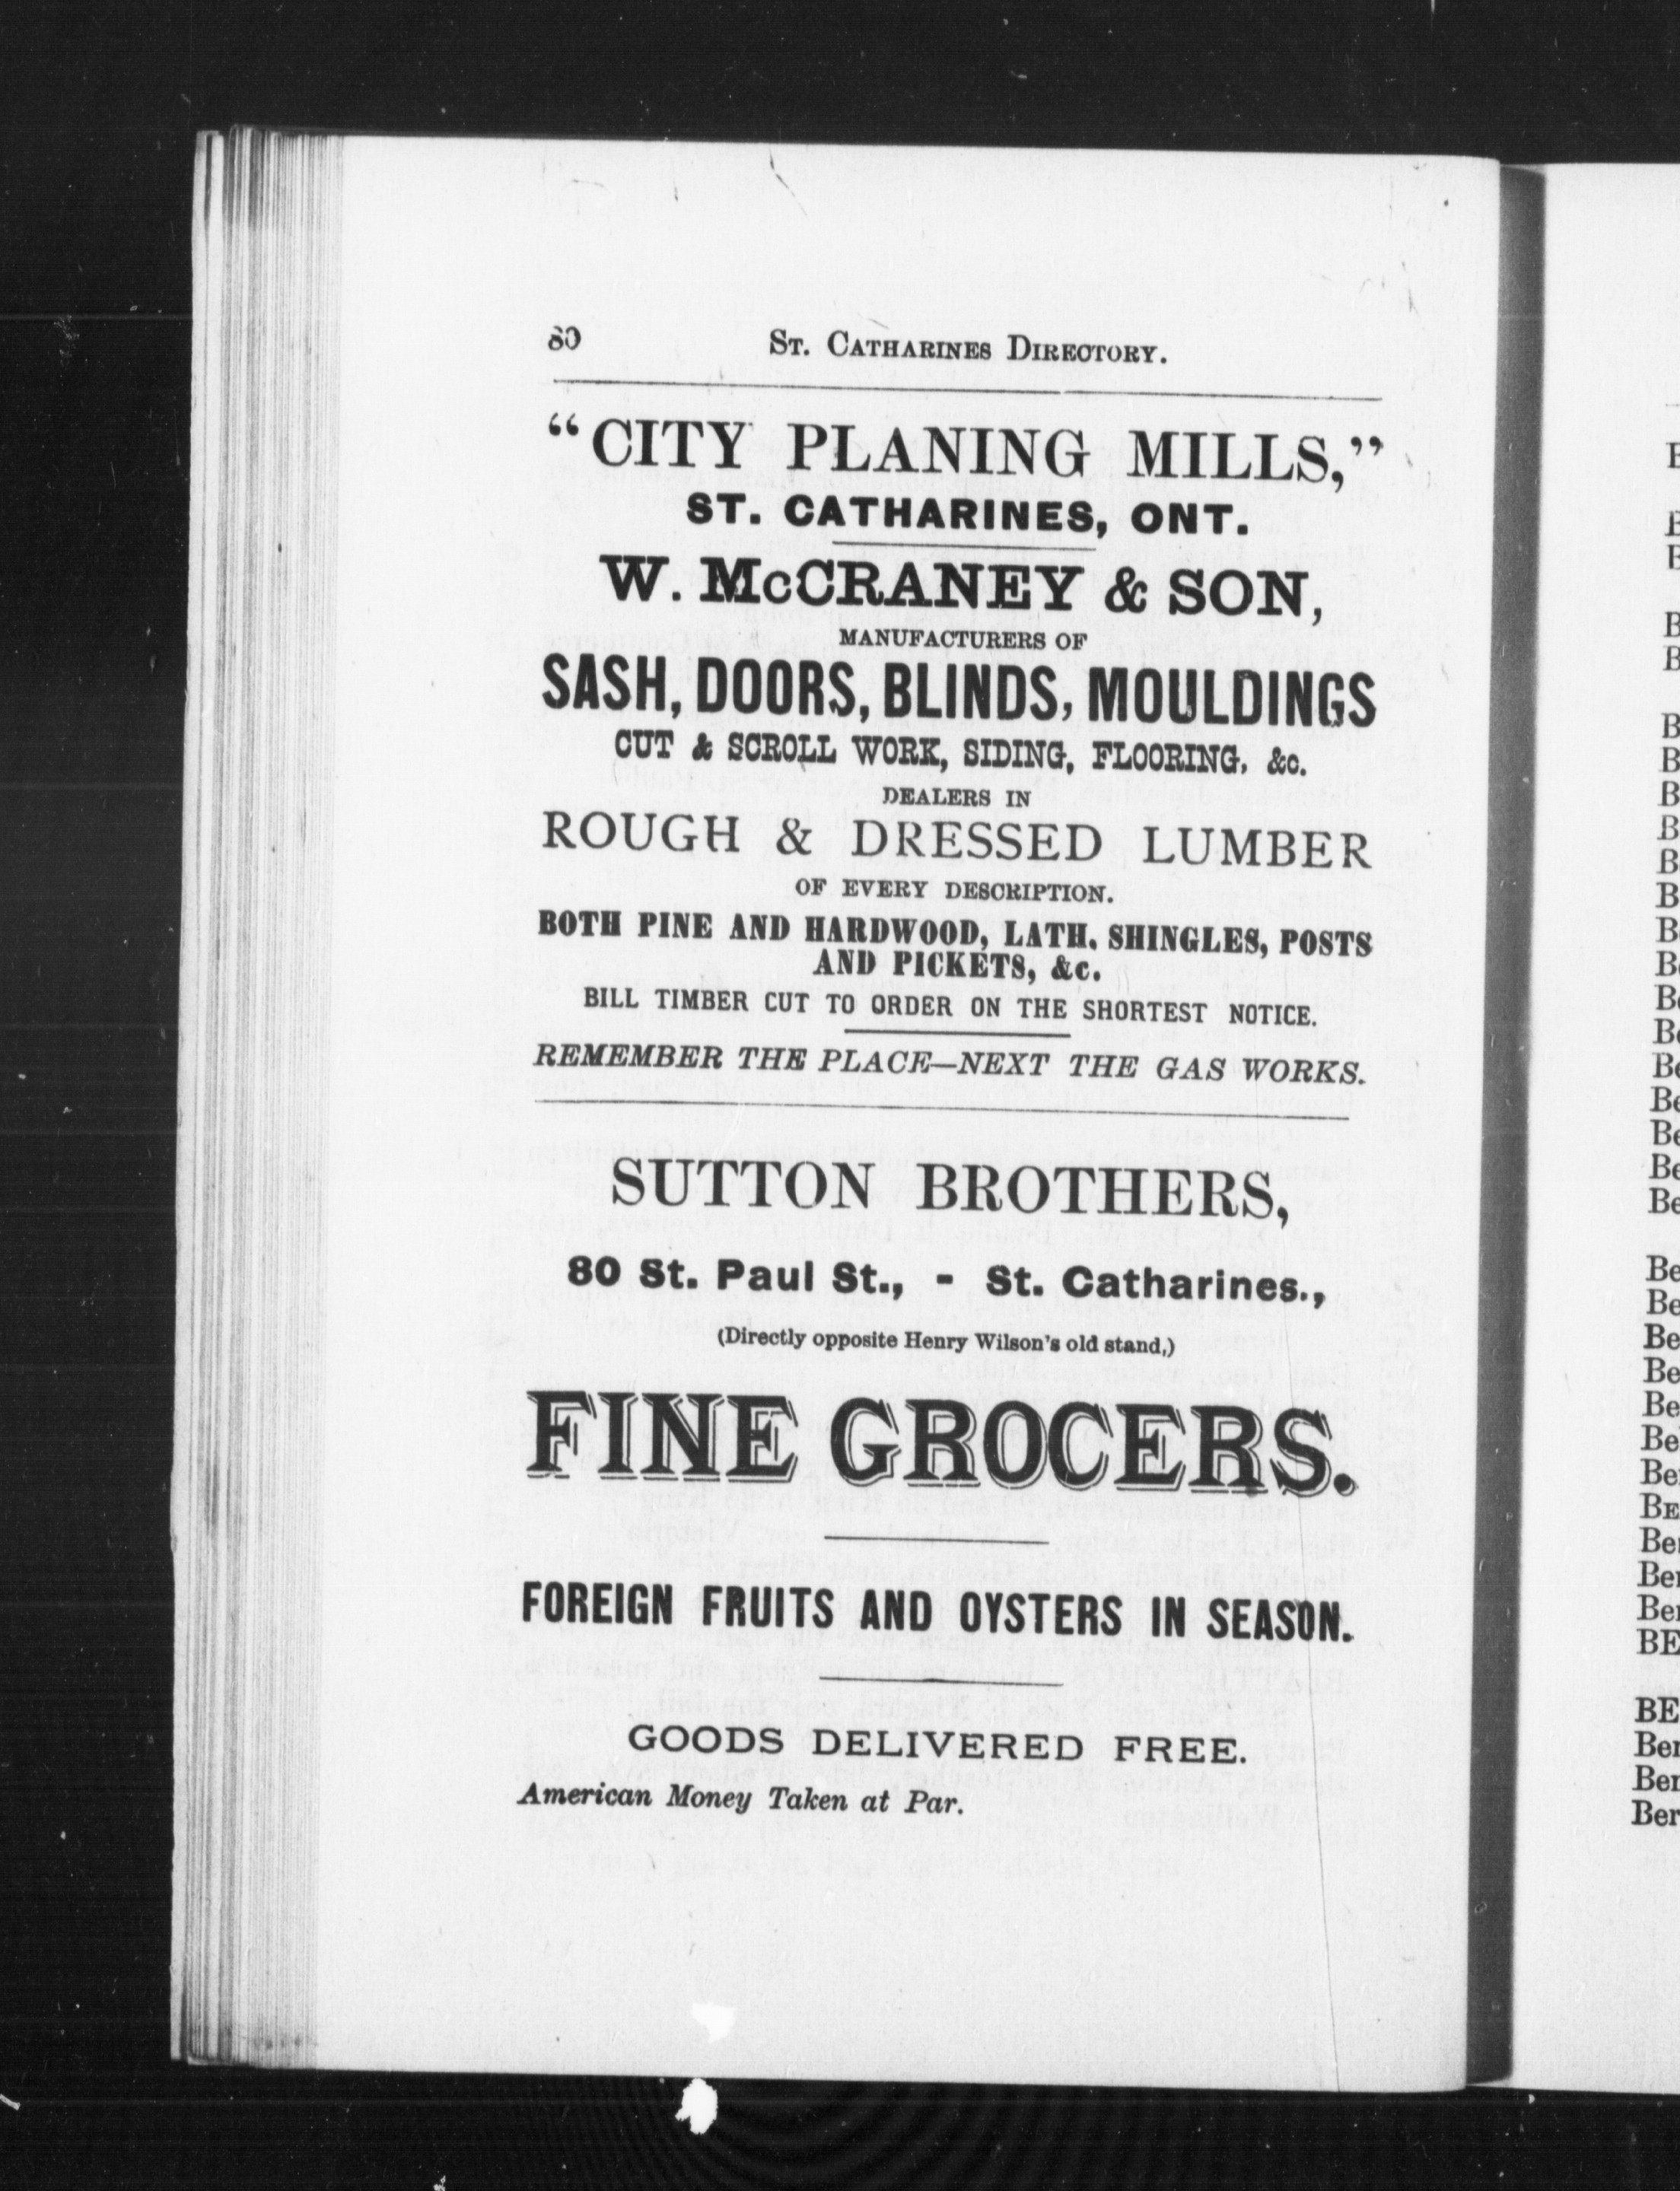 80 St. Catharines Directory.
"CITY PLANING MILLS,"
ST. CATHARINES, ONT.
W. McCRANEY & SON,
MANUFACTURERS OF
SASH, DOORS, BLINDS, MOULDINGS
CUT & SCROLL WORK, SIDING, FLOORING, &c.
DEALERS IN
ROUGH & DRESSED LUMBER
OF EVERY DESCRIPTION.
BOTH PINE AND HARDWOOD, LATH, SHINGLES, POSTS
AND PICKETS, &c.
BILL TIMBER CUT TO ORDER ON THE SHORTEST NOTICE.
REMEMBER THE PLACE—NEXT THE GAS WORKS.
SUTTON BROTHERS,
80 St. Paul St., - St. Catharines.,
(Directly opposite Henry Wilson's old stand,)
FINE GROCERS.
FOREIGN FRUITS AND OYSTERS IN SEASON.
GOODS DELIVERED FREE.
American Money Taken at Par.